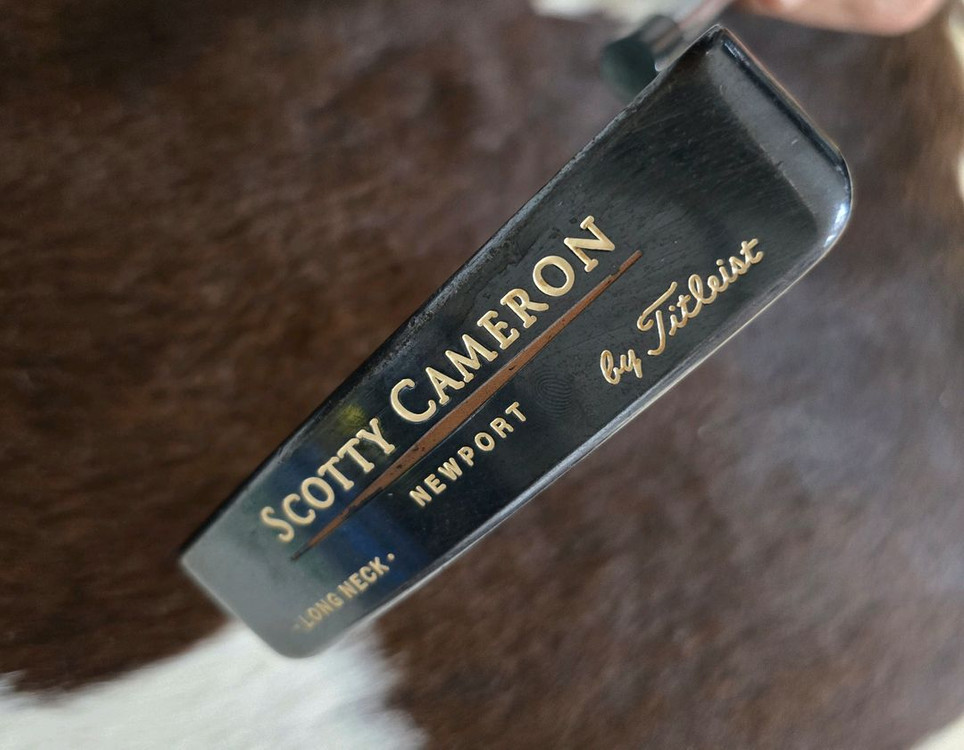 SCOTTY CAMERON
by Titleist
NEWPORT
· LONG NECK ·